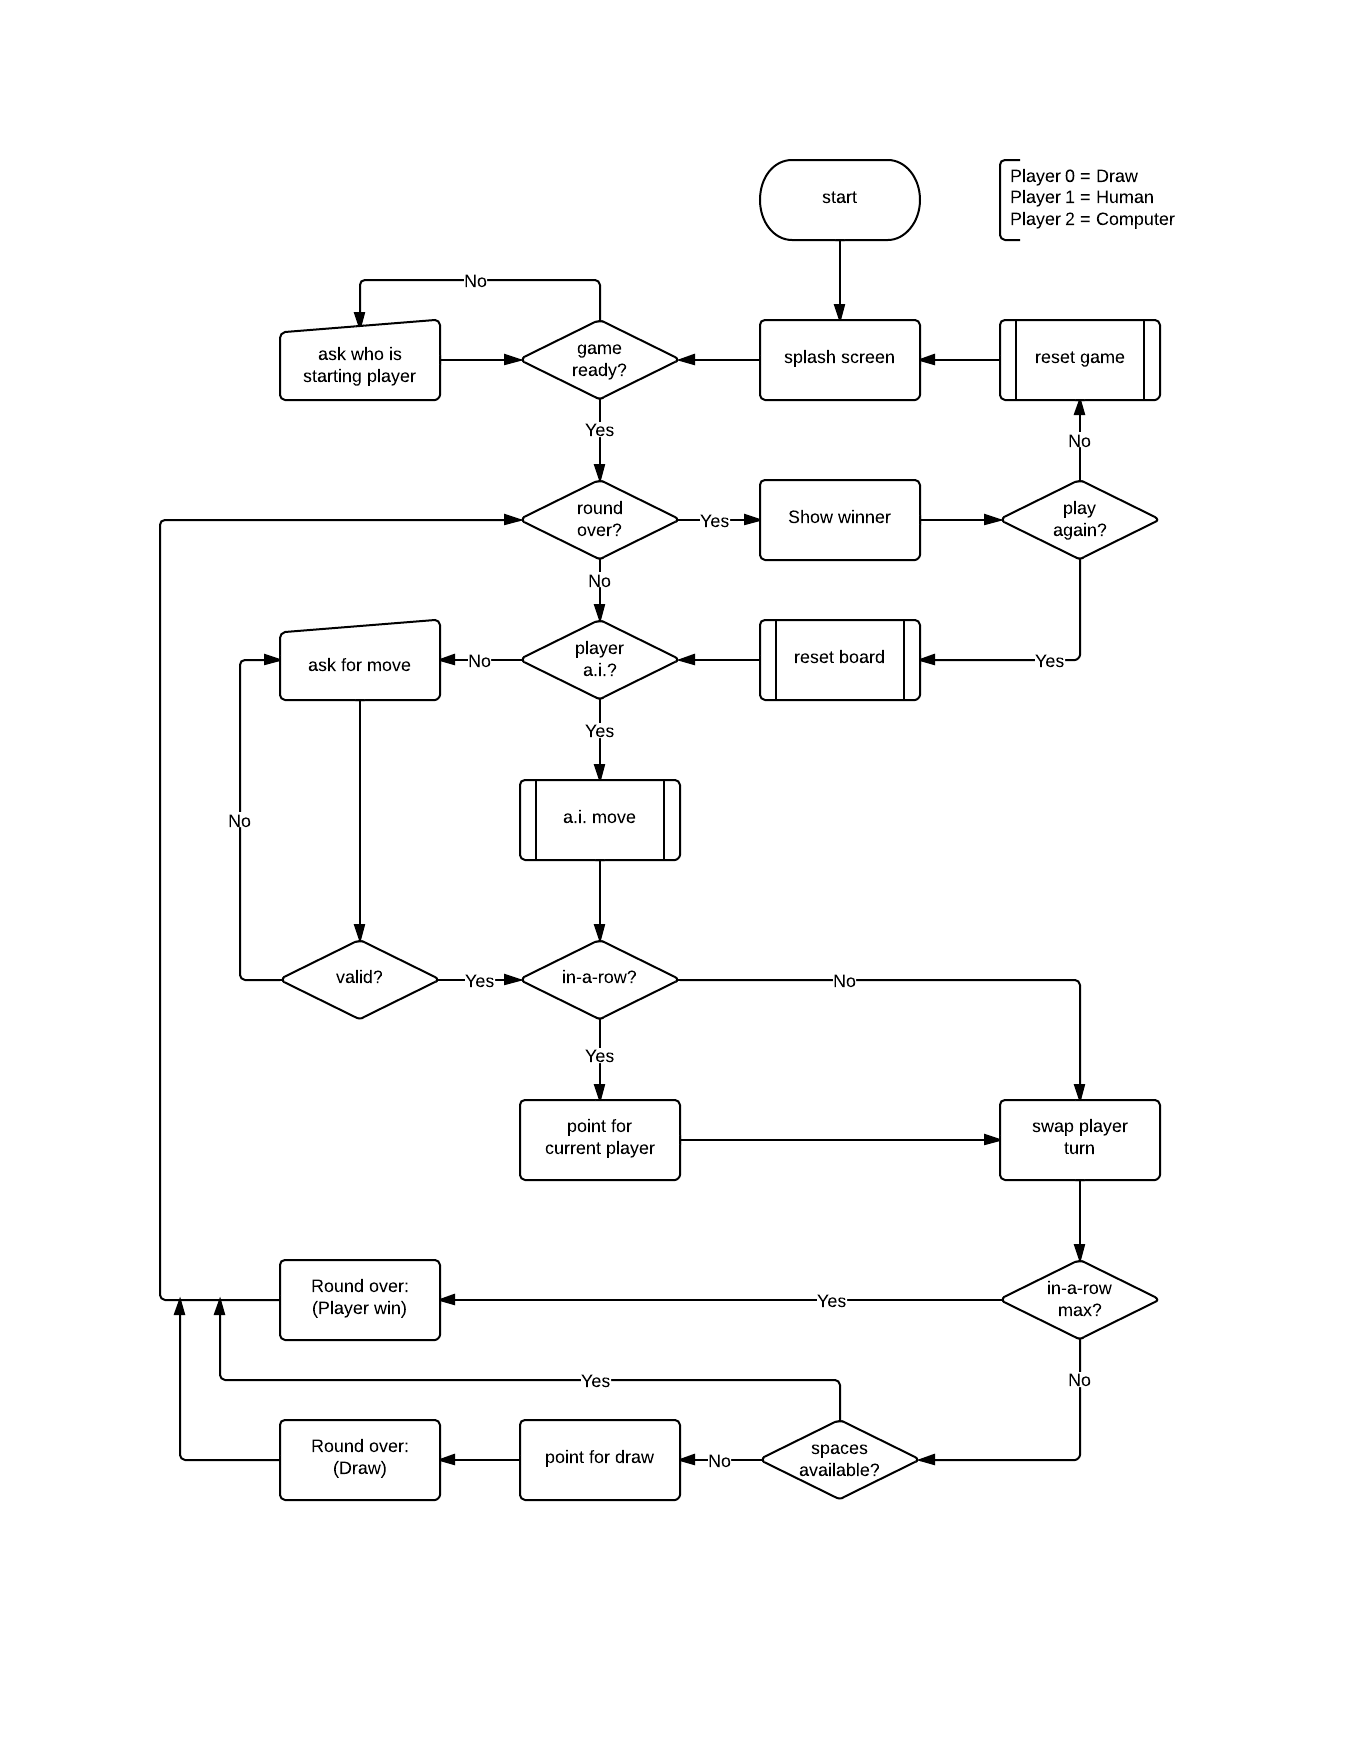 start
Player 0 = Draw
Player 1 = Human
Player 2 = Computer
No
ask who is
starting player
game
ready?
splash screen
reset game
Yes
No
round
over?
Yes
Show winner
play
again?
No
ask for move
No
player
a.i.?
reset board
Yes
Yes
a.i. move
No
valid?
Yes
in-a-row?
No
Yes
point for
current player
swap player
turn
Round over:
(Player win)
Yes
in-a-row
max?
Yes
No
Round over:
(Draw)
point for draw
No
spaces
available?